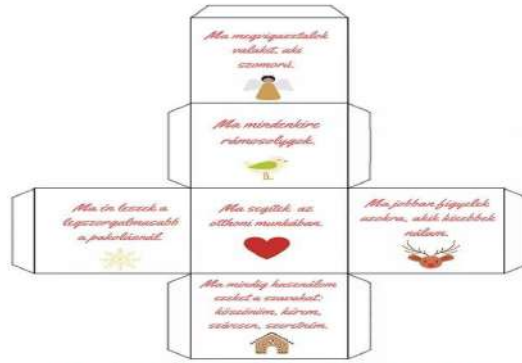 Ma megvigasztalok
valakit, aki
szomorú.
Ma mindenkire
rámosolygok.
Ma én leszek a
legszorgalmasabb
a pakolásnál.
Ma segítek az
otthoni munkában.
Ma jobban figyelek
azokra, akik kisebbek
nálam.
Ma mindig használom
ezeket a szavakat:
köszönöm, kérem,
szívesen, szeretném.